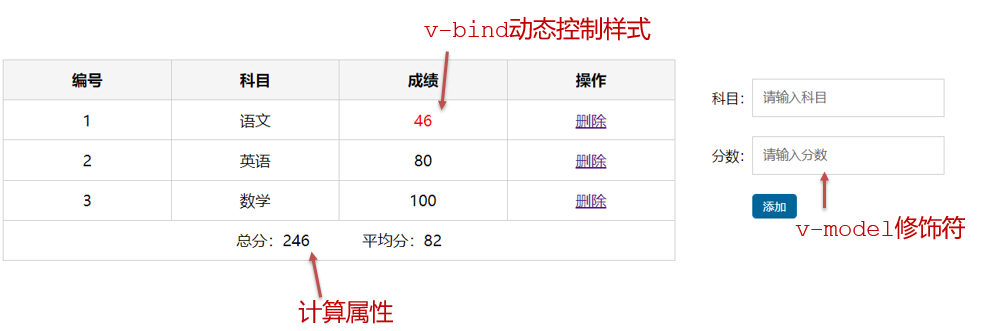 v-bind动态控制样式
编号 科目 成绩 操作
1 语文 46 删除
2 英语 80 删除
3 数学 100 删除
总分：246 平均分：82
科目： 请输入科目
分数： 请输入分数
添加
v-model修饰符
计算属性